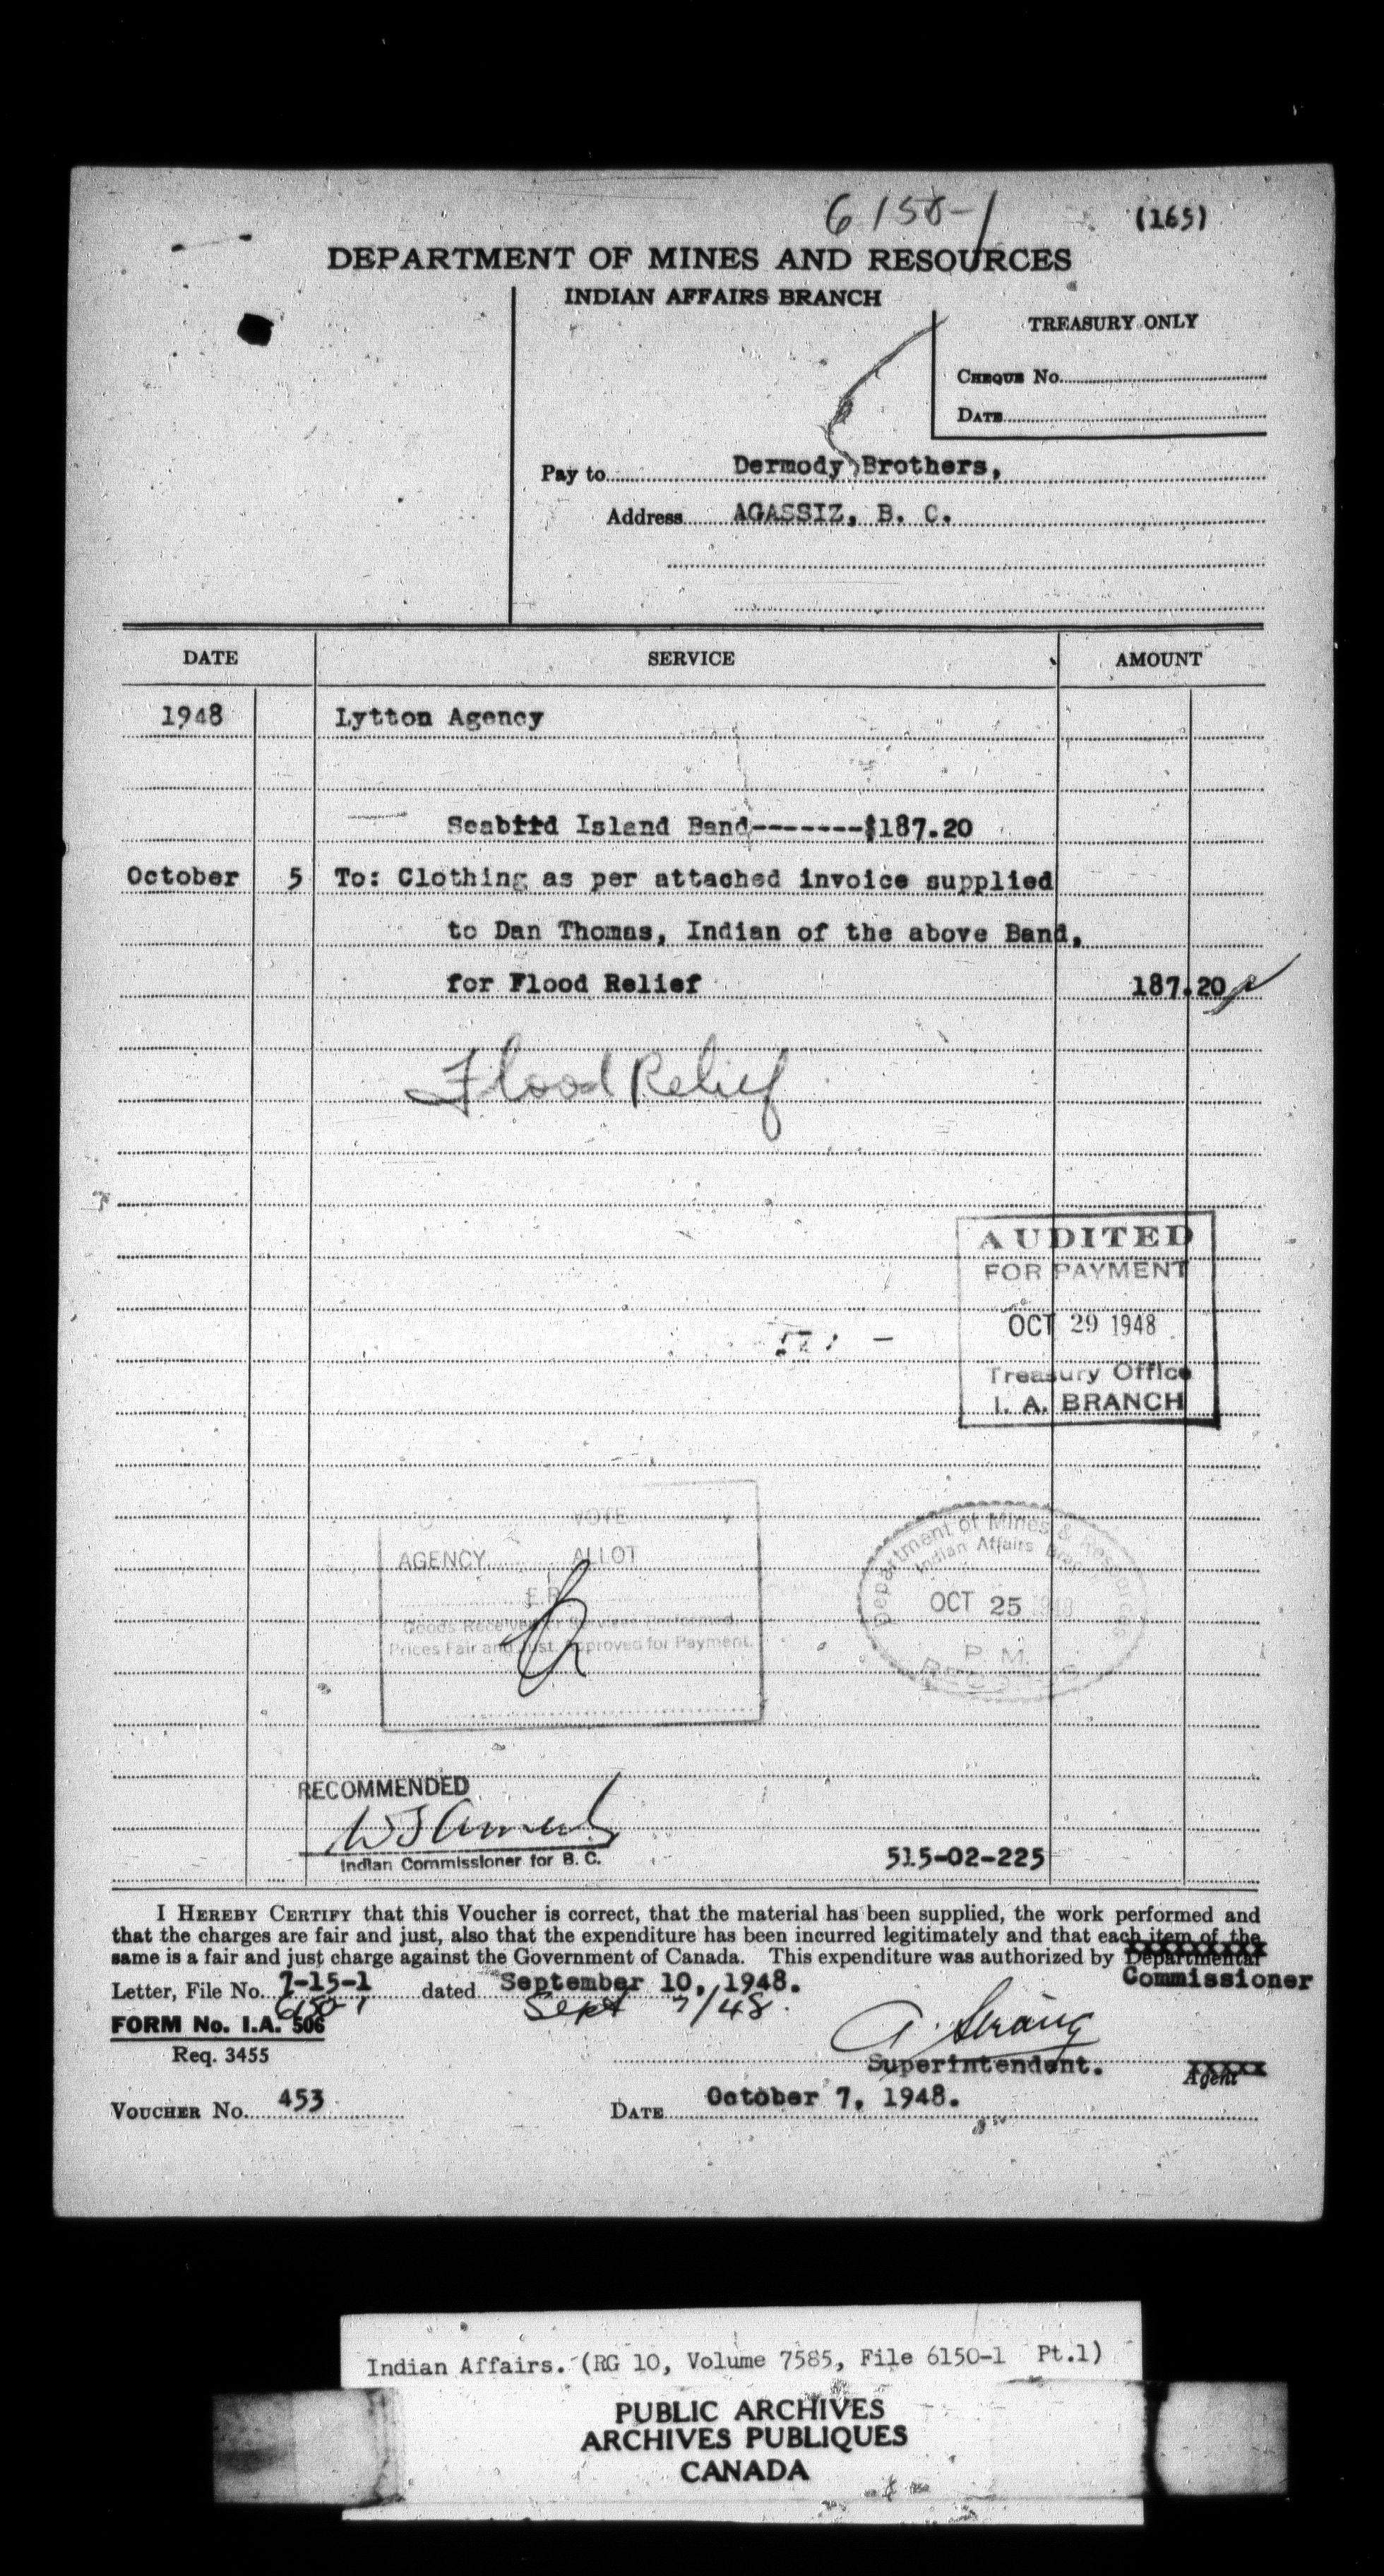 6150-1
(165)
DEPARTMENT OF MINES AND RESOURCES
INDIAN AFFAIRS BRANCH
TREASURY ONLY
CHEQUE No.
DATE
Pay to Dermody Brothers,
Address AGASSIZ, B. C.
DATE SERVICE AMOUNT
1948 Lytton Agency
Seabird Island Band-------$187.20
October 5 To: Clothing as per attached invoice supplied
to Dan Thomas, Indian of the above Band,
for Flood Relief 187.20
Flood Relief
AUDITED
FOR PAYMENT
OCT 29 1948
Treasury Office
I. A. BRANCH
VOTE
AGENCY ALLOT
E.R.
Goods Received or Services Performed.
Prices Fair and Just. Approved for Payment.
Department of Mines & Resources
Indian Affairs Branch
OCT 25 1948
P. M.
RECORDS
RECOMMENDED
Indian Commissioner for B. C.
515-02-225
I HEREBY CERTIFY that this Voucher is correct, that the material has been supplied, the work performed and
that the charges are fair and just, also that the expenditure has been incurred legitimately and that each item of the
same is a fair and just charge against the Government of Canada. This expenditure was authorized by Departmental
Commissioner
Letter, File No. 7-15-1 dated September 10, 1948.
6150-1 Sept 7/48.
FORM No. I.A. 506
Req. 3455
A. Strang
Superintendent.
Agent
VOUCHER No. 453
DATE October 7, 1948.
Indian Affairs. (RG 10, Volume 7585, File 6150-1 Pt.1)
PUBLIC ARCHIVES
ARCHIVES PUBLIQUES
CANADA